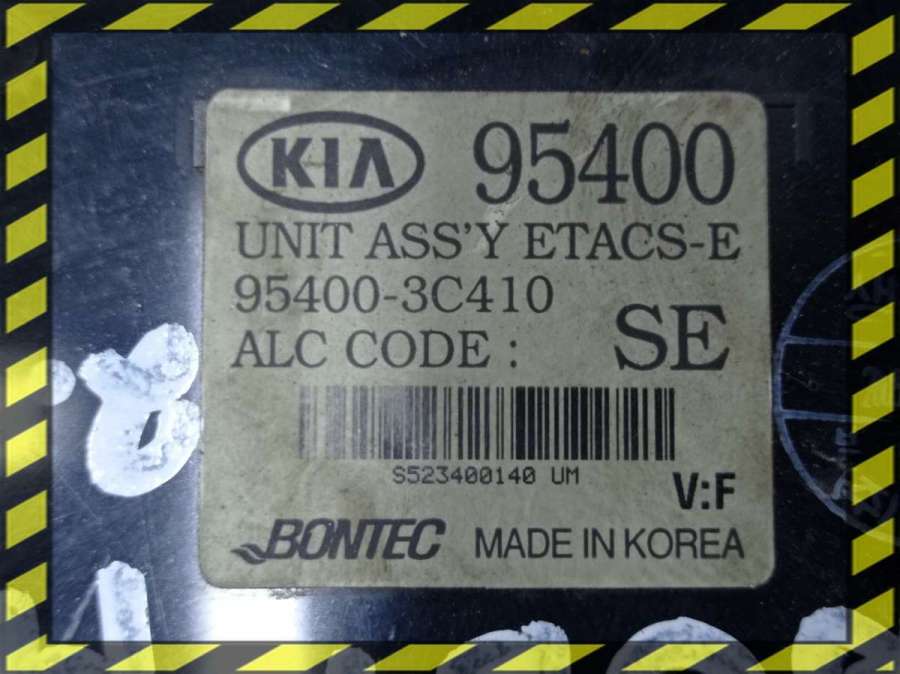 KIA 95400
UNIT ASS'Y ETACS-E
95400-3C410
ALC CODE : SE
S523400140 UM
V:F
BONTEC MADE IN KOREA